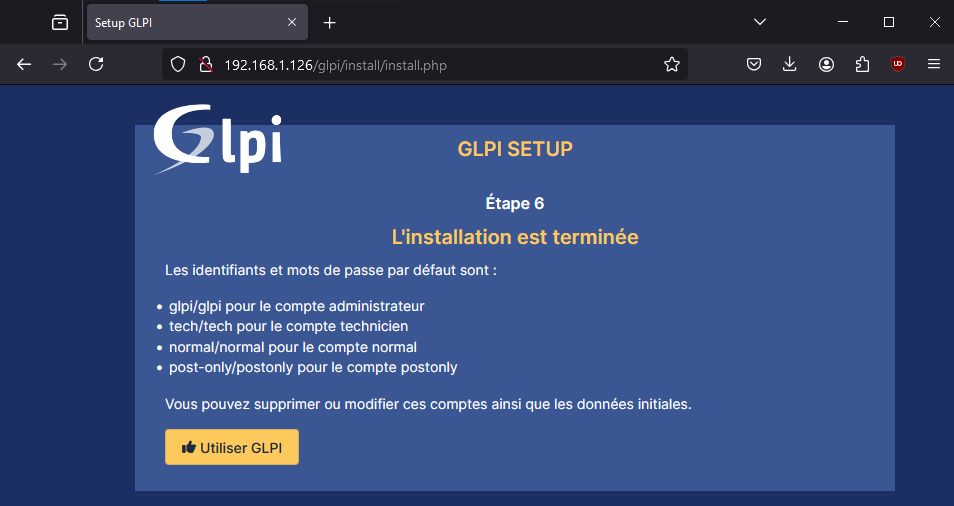 Setup GLPI
192.168.1.126/glpi/install/install.php
Glpi
GLPI SETUP
Étape 6
L'installation est terminée
Les identifiants et mots de passe par défaut sont :
• glpi/glpi pour le compte administrateur
• tech/tech pour le compte technicien
• normal/normal pour le compte normal
• post-only/postonly pour le compte postonly
Vous pouvez supprimer ou modifier ces comptes ainsi que les données initiales.
Utiliser GLPI